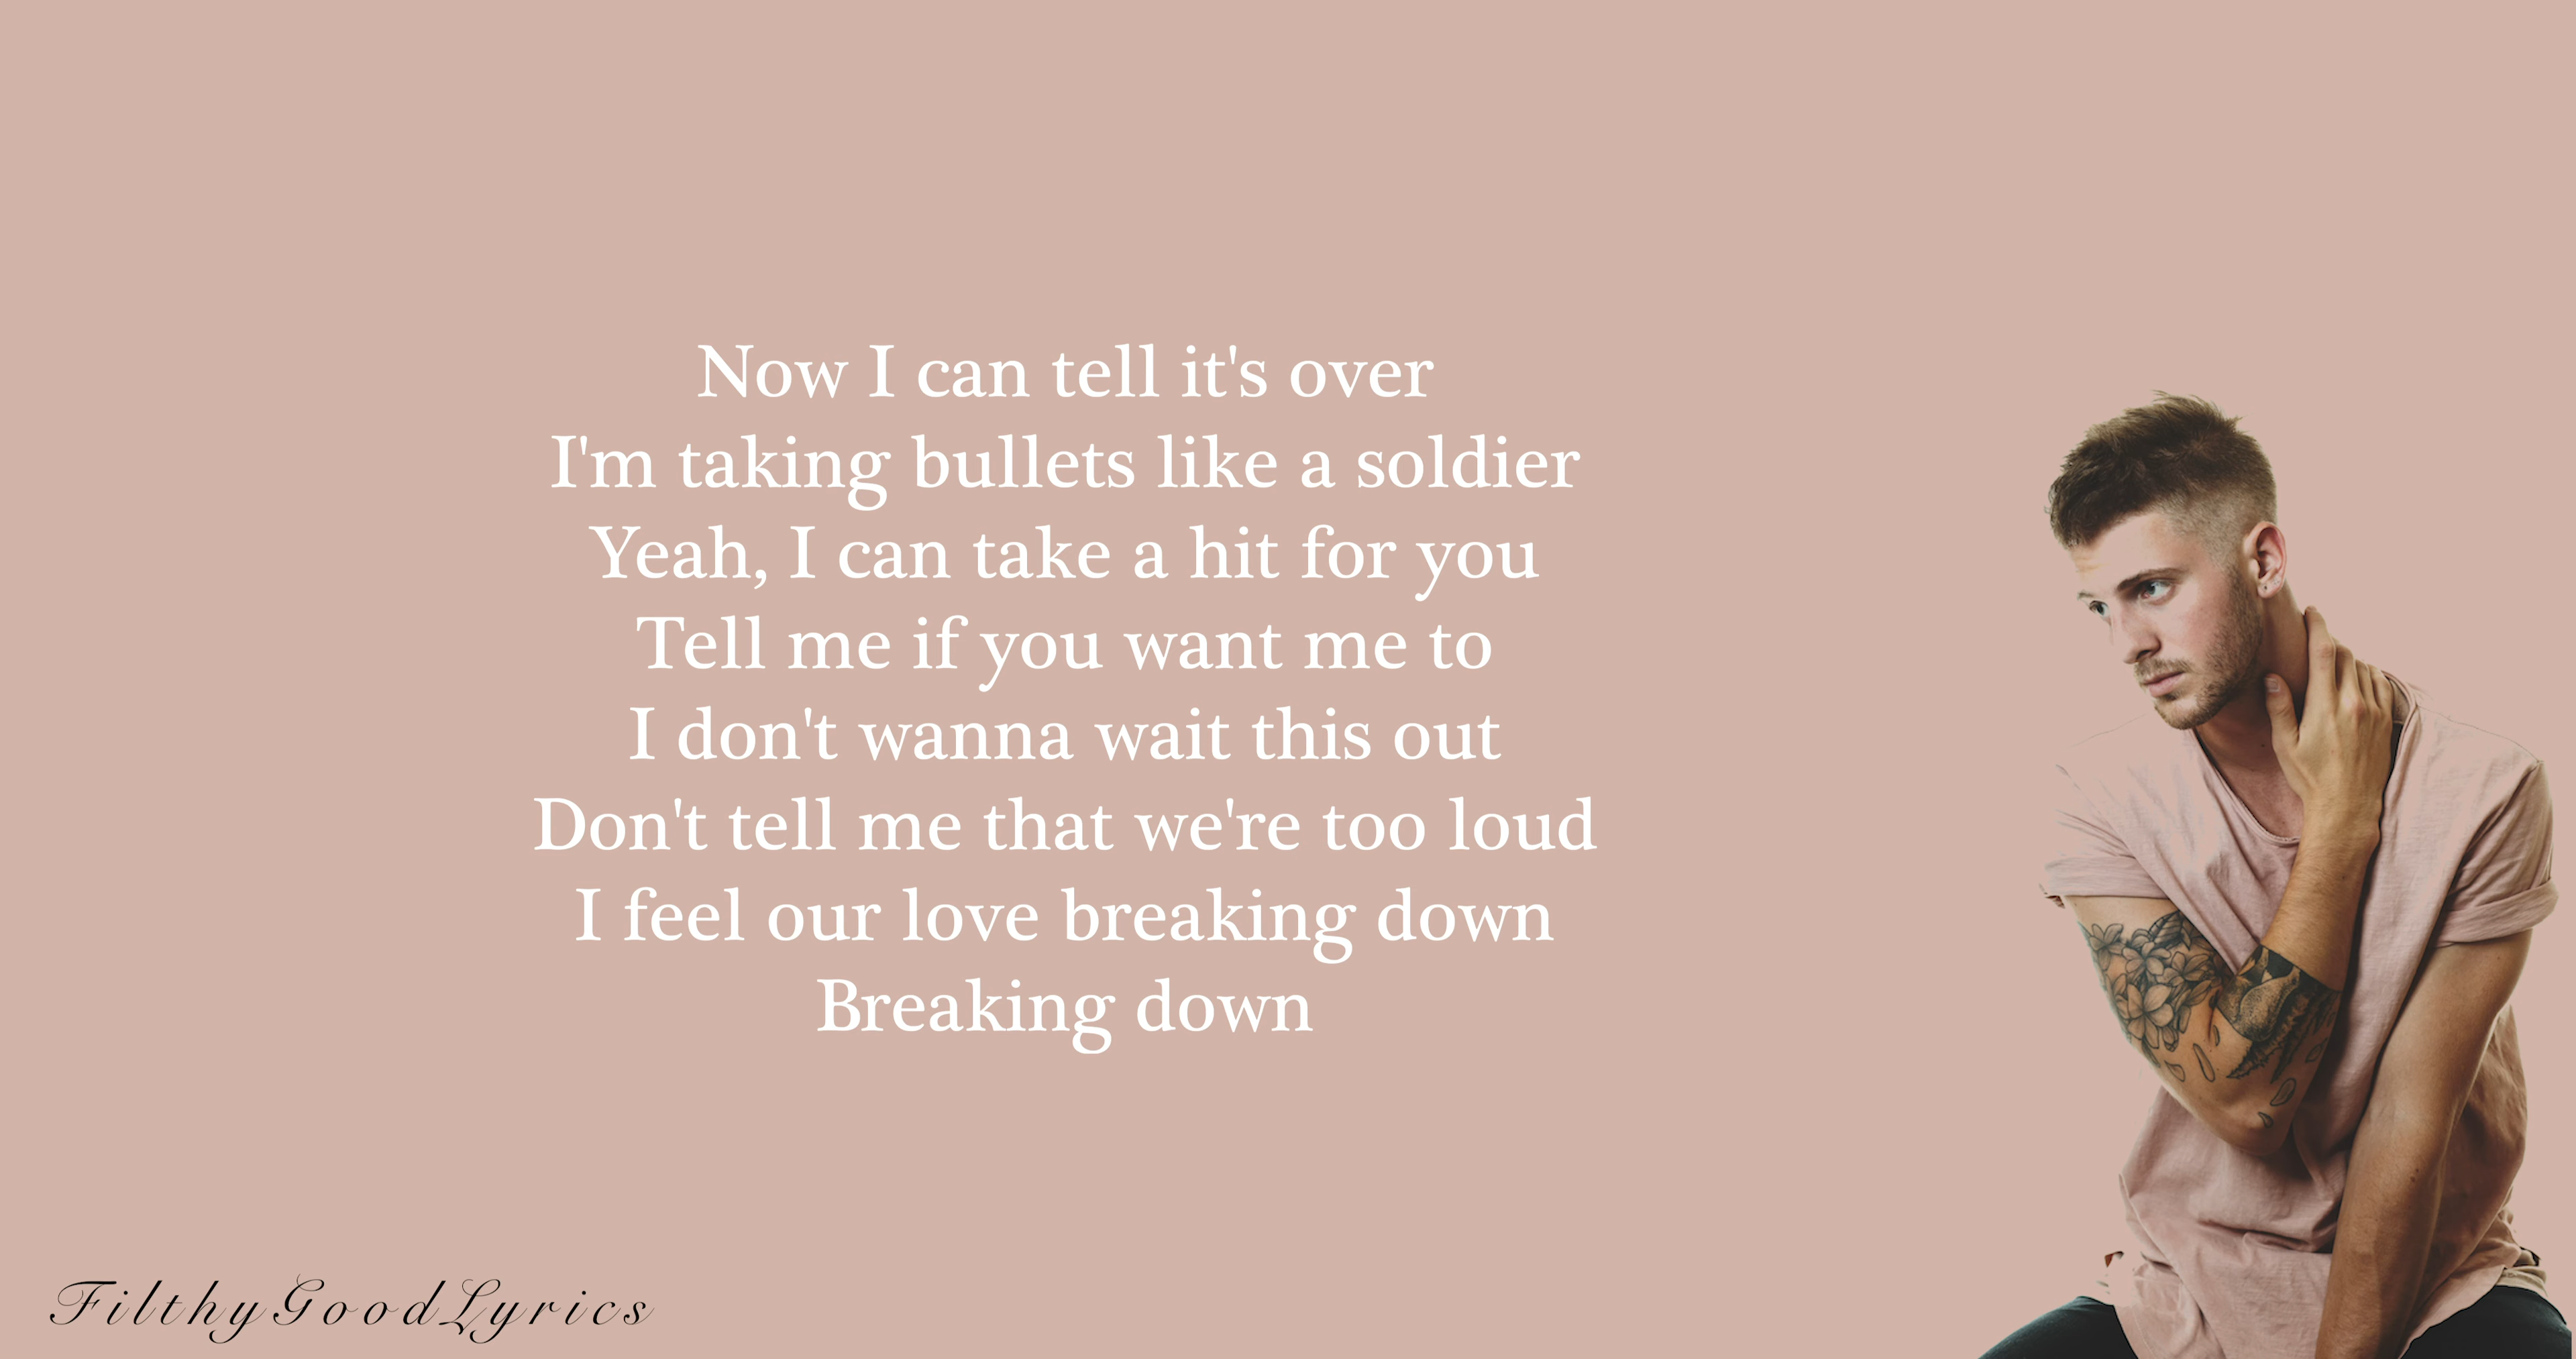 Now I can tell it's over
I'm taking bullets like a soldier
Yeah, I can take a hit for you
Tell me if you want me to
I don't wanna wait this out
Don't tell me that we're too loud
I feel our love breaking down
Breaking down
FilthyGoodLyrics